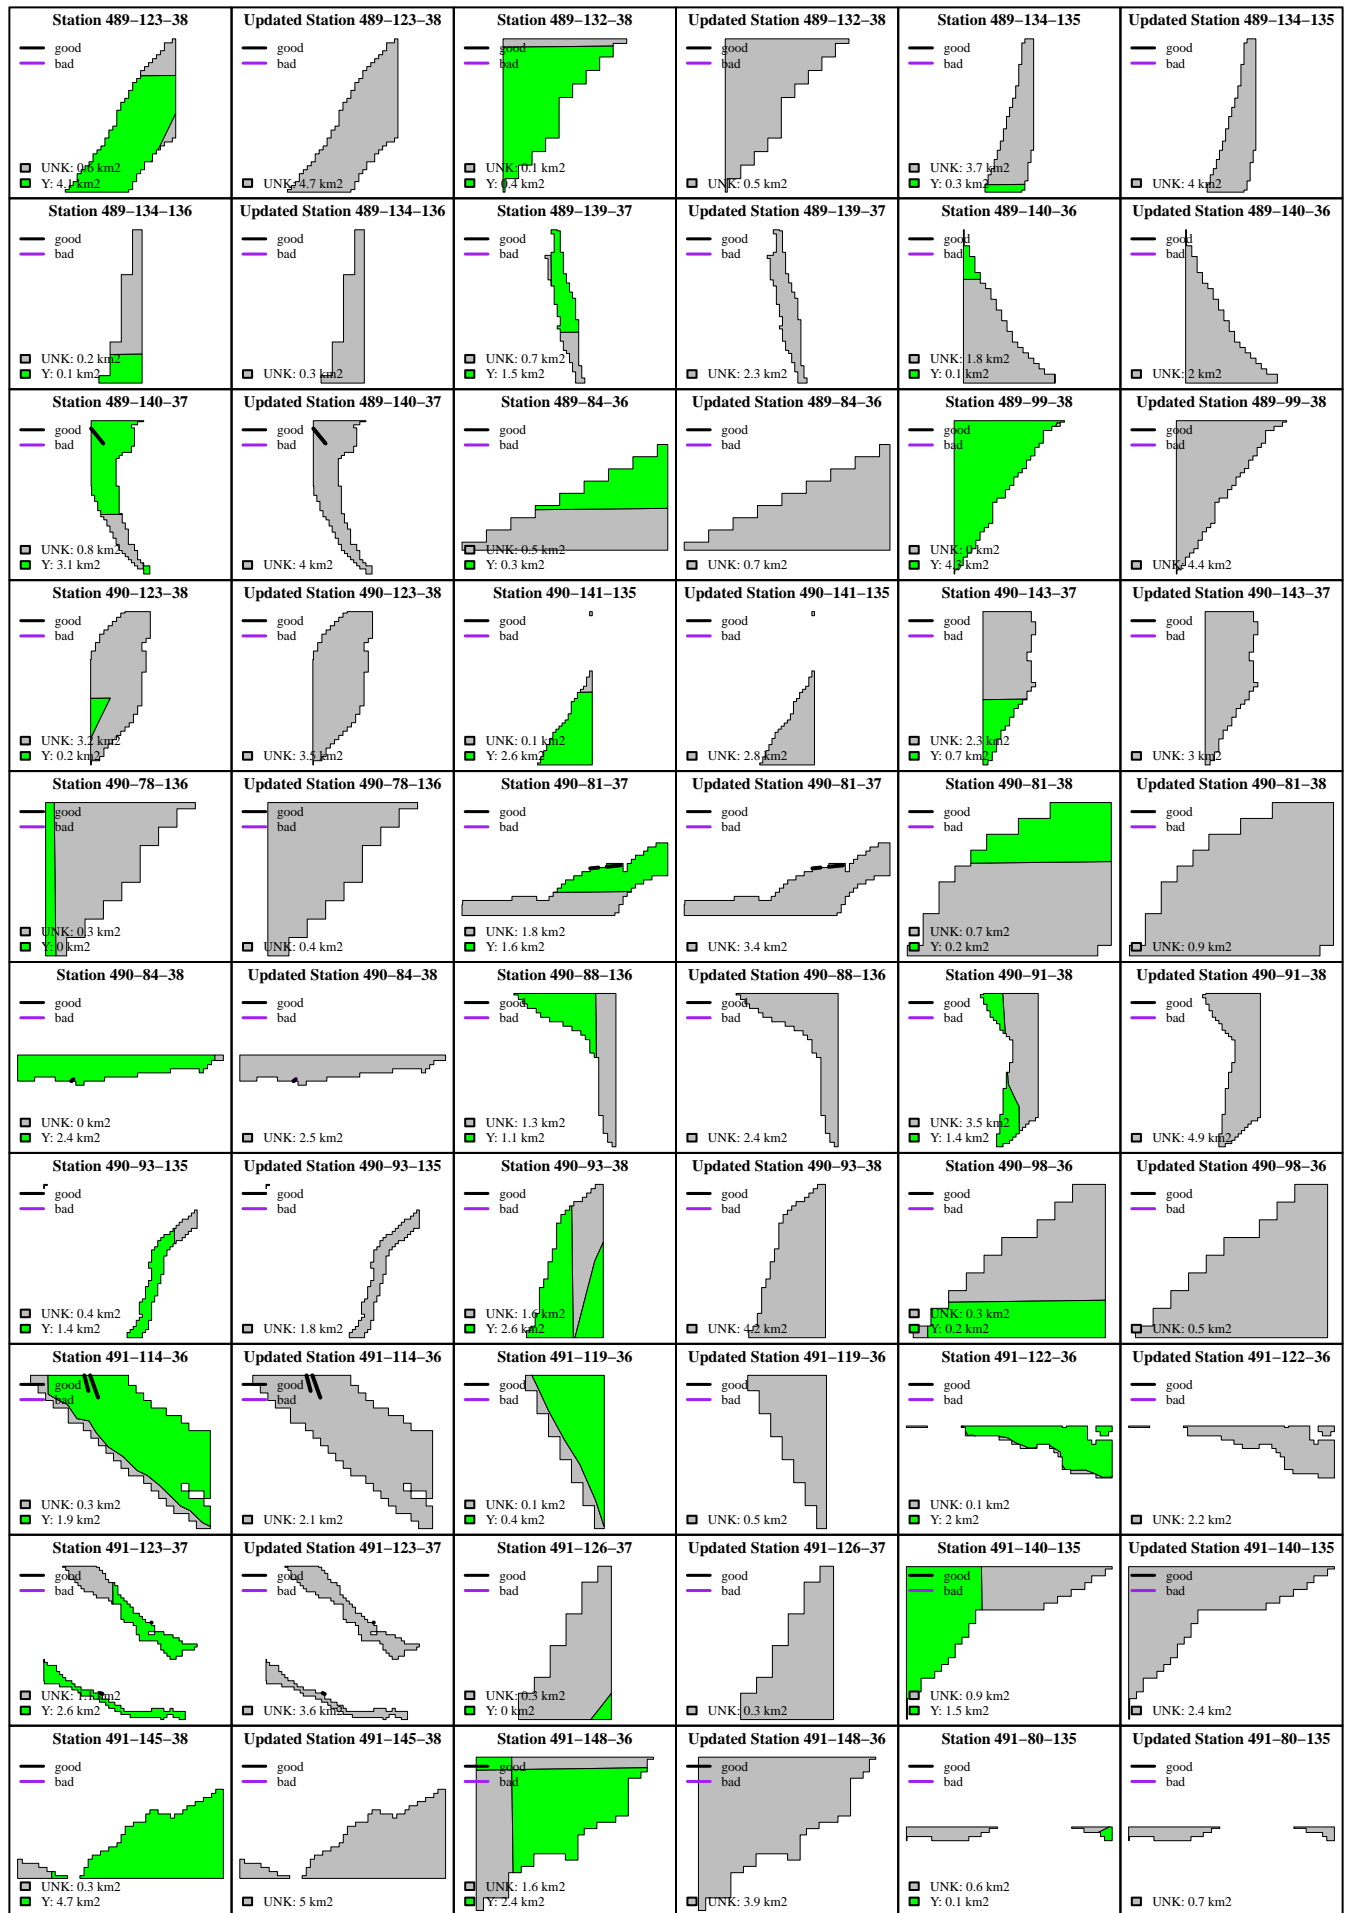 Station 489−123−38
good
bad
UNK: 0.6 km2
Y: 4.1 km2
Updated Station 489−123−38
good
bad
UNK: 4.7 km2
Station 489−132−38
good
bad
UNK: 0.1 km2
Y: 0.4 km2
Updated Station 489−132−38
good
bad
UNK: 0.5 km2
Station 489−134−135
good
bad
UNK: 3.7 km2
Y: 0.3 km2
Updated Station 489−134−135
good
bad
UNK: 4 km2
Station 489−134−136
good
bad
UNK: 0.2 km2
Y: 0.1 km2
Updated Station 489−134−136
good
bad
UNK: 0.3 km2
Station 489−139−37
good
bad
UNK: 0.7 km2
Y: 1.5 km2
Updated Station 489−139−37
good
bad
UNK: 2.3 km2
Station 489−140−36
good
bad
UNK: 1.8 km2
Y: 0.1 km2
Updated Station 489−140−36
good
bad
UNK: 2 km2
Station 489−140−37
good
bad
UNK: 0.8 km2
Y: 3.1 km2
Updated Station 489−140−37
good
bad
UNK: 4 km2
Station 489−84−36
good
bad
UNK: 0.5 km2
Y: 0.3 km2
Updated Station 489−84−36
good
bad
UNK: 0.7 km2
Station 489−99−38
good
bad
UNK: 0 km2
Y: 4.3 km2
Updated Station 489−99−38
good
bad
UNK: 4.4 km2
Station 490−123−38
good
bad
UNK: 3.2 km2
Y: 0.2 km2
Updated Station 490−123−38
good
bad
UNK: 3.5 km2
Station 490−141−135
good
bad
UNK: 0.1 km2
Y: 2.6 km2
Updated Station 490−141−135
good
bad
UNK: 2.8 km2
Station 490−143−37
good
bad
UNK: 2.3 km2
Y: 0.7 km2
Updated Station 490−143−37
good
bad
UNK: 3 km2
Station 490−78−136
good
bad
UNK: 0.3 km2
Y: 0 km2
Updated Station 490−78−136
good
bad
UNK: 0.4 km2
Station 490−81−37
good
bad
UNK: 1.8 km2
Y: 1.6 km2
Updated Station 490−81−37
good
bad
UNK: 3.4 km2
Station 490−81−38
good
bad
UNK: 0.7 km2
Y: 0.2 km2
Updated Station 490−81−38
good
bad
UNK: 0.9 km2
Station 490−84−38
good
bad
UNK: 0 km2
Y: 2.4 km2
Updated Station 490−84−38
good
bad
UNK: 2.5 km2
Station 490−88−136
good
bad
UNK: 1.3 km2
Y: 1.1 km2
Updated Station 490−88−136
good
bad
UNK: 2.4 km2
Station 490−91−38
good
bad
UNK: 3.5 km2
Y: 1.4 km2
Updated Station 490−91−38
good
bad
UNK: 4.9 km2
Station 490−93−135
good
bad
UNK: 0.4 km2
Y: 1.4 km2
Updated Station 490−93−135
good
bad
UNK: 1.8 km2
Station 490−93−38
good
bad
UNK: 1.6 km2
Y: 2.6 km2
Updated Station 490−93−38
good
bad
UNK: 4.2 km2
Station 490−98−36
good
bad
UNK: 0.3 km2
Y: 0.2 km2
Updated Station 490−98−36
good
bad
UNK: 0.5 km2
Station 491−114−36
good
bad
UNK: 0.3 km2
Y: 1.9 km2
Updated Station 491−114−36
good
bad
UNK: 2.1 km2
Station 491−119−36
good
bad
UNK: 0.1 km2
Y: 0.4 km2
Updated Station 491−119−36
good
bad
UNK: 0.5 km2
Station 491−122−36
good
bad
UNK: 0.1 km2
Y: 2 km2
Updated Station 491−122−36
good
bad
UNK: 2.2 km2
Station 491−123−37
good
bad
UNK: 1.1 km2
Y: 2.6 km2
Updated Station 491−123−37
good
bad
UNK: 3.6 km2
Station 491−126−37
good
bad
UNK: 0.3 km2
Y: 0 km2
Updated Station 491−126−37
good
bad
UNK: 0.3 km2
Station 491−140−135
good
bad
UNK: 0.9 km2
Y: 1.5 km2
Updated Station 491−140−135
good
bad
UNK: 2.4 km2
Station 491−145−38
good
bad
UNK: 0.3 km2
Y: 4.7 km2
Updated Station 491−145−38
good
bad
UNK: 5 km2
Station 491−148−36
good
bad
UNK: 1.6 km2
Y: 2.4 km2
Updated Station 491−148−36
good
bad
UNK: 3.9 km2
Station 491−80−135
good
bad
UNK: 0.6 km2
Y: 0.1 km2
Updated Station 491−80−135
good
bad
UNK: 0.7 km2